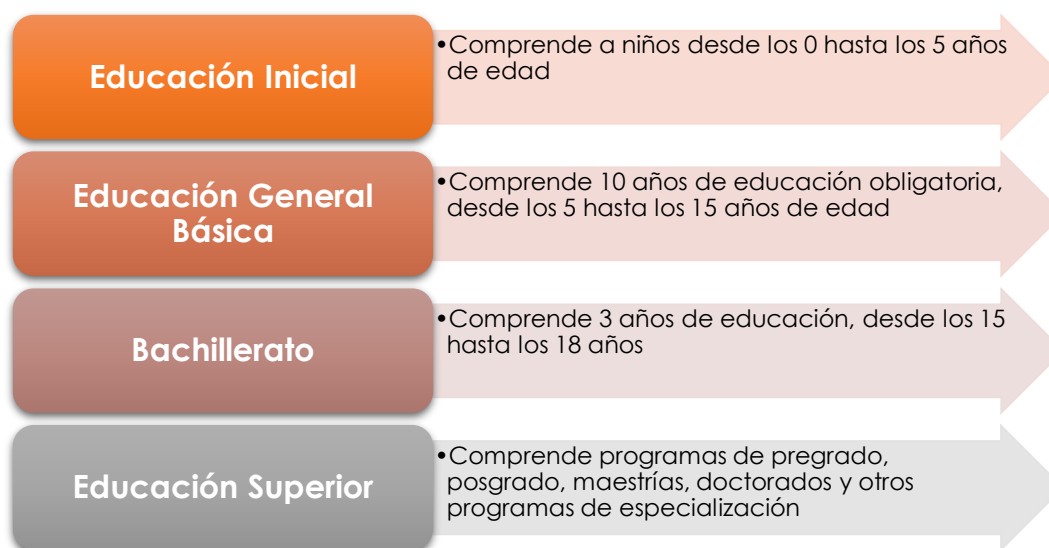 Educación Inicial
•Comprende a niños desde los 0 hasta los 5 años
de edad
Educación General
Básica
•Comprende 10 años de educación obligatoria,
desde los 5 hasta los 15 años de edad
Bachillerato
•Comprende 3 años de educación, desde los 15
hasta los 18 años
Educación Superior
•Comprende programas de pregrado,
posgrado, maestrías, doctorados y otros
programas de especialización